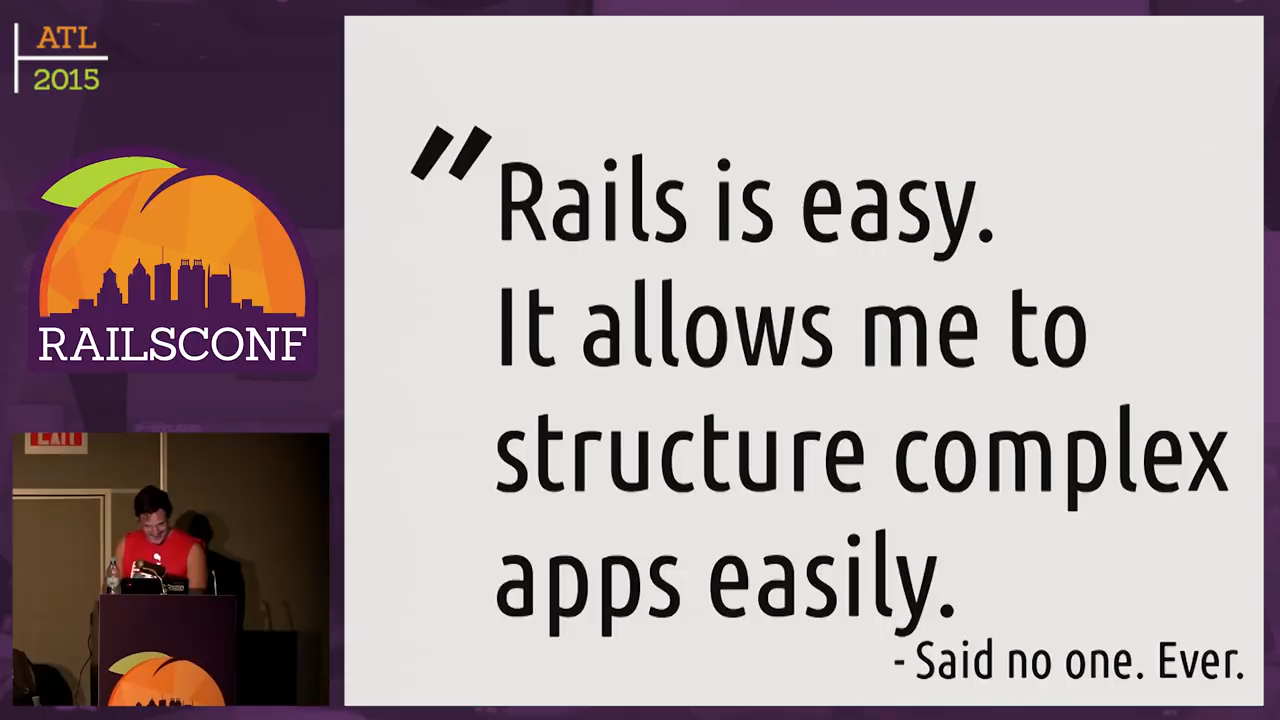 ATL
2015
RAILSCONF
EXIT
" Rails is easy.
It allows me to
structure complex
apps easily.
- Said no one. Ever.